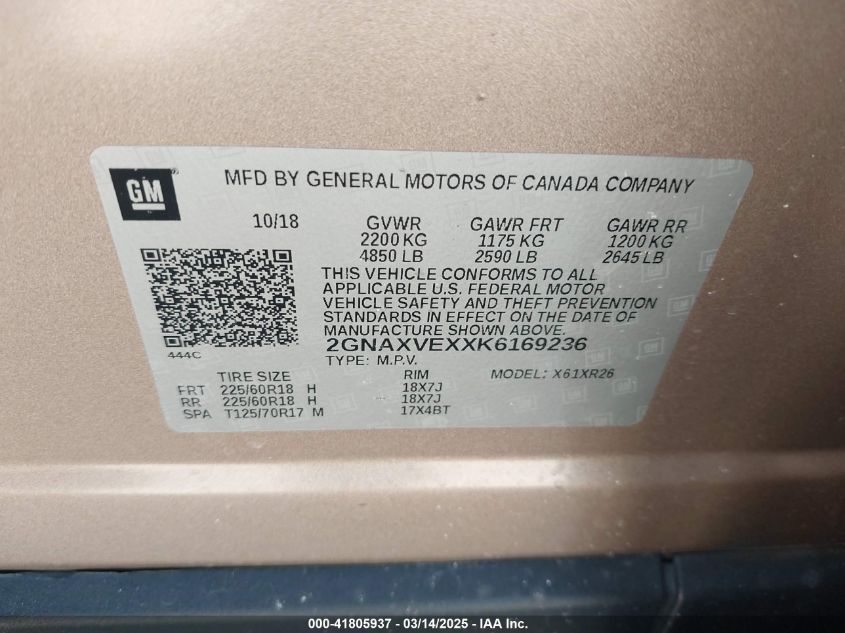 GM ®
MFD BY GENERAL MOTORS OF CANADA COMPANY
10/18 GVWR GAWR FRT GAWR RR
2200 KG 1175 KG 1200 KG
4850 LB 2590 LB 2645 LB
THIS VEHICLE CONFORMS TO ALL
APPLICABLE U.S. FEDERAL MOTOR
VEHICLE SAFETY AND THEFT PREVENTION
STANDARDS IN EFFECT ON THE DATE OF
MANUFACTURE SHOWN ABOVE.
444C 2GNAXVEXXK6169236
TYPE: M.P.V.
TIRE SIZE RIM MODEL: X61XR26
FRT 225/60R18 H 18X7J
RR 225/60R18 H 18X7J
SPA T125/70R17 M 17X4BT
000-41805937 - 03/14/2025 - IAA Inc.